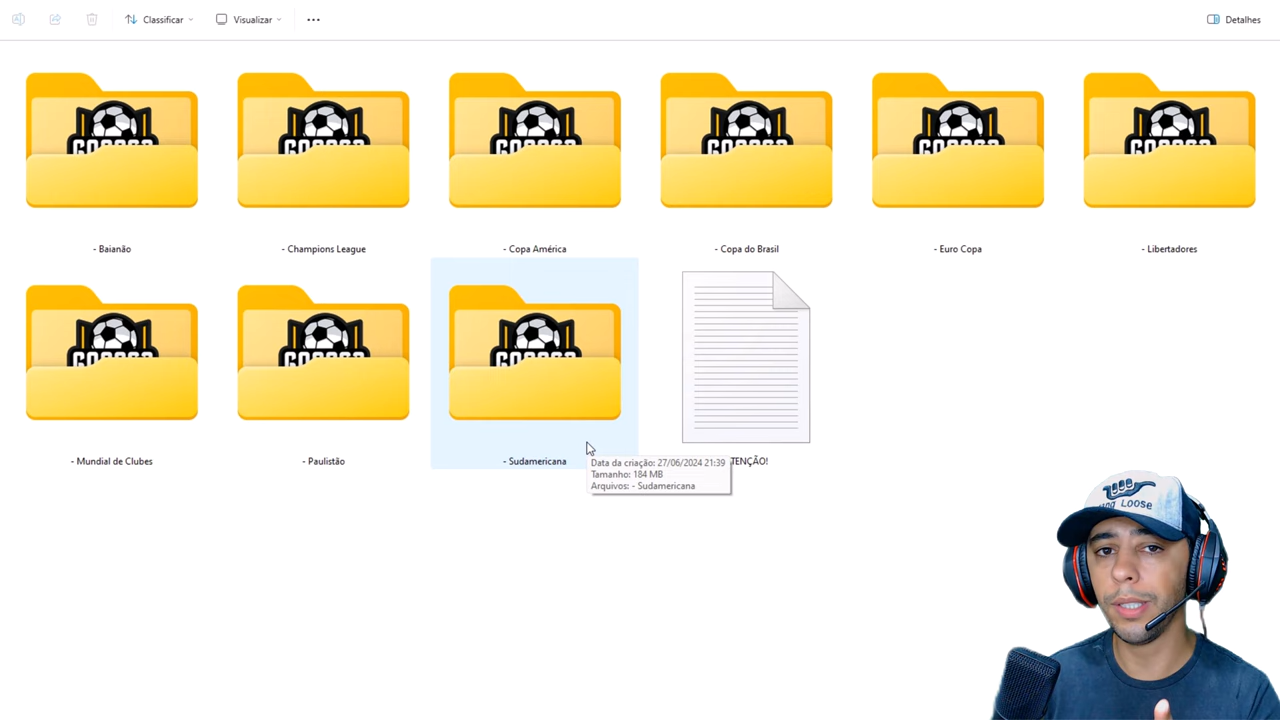 Classificar
Visualizar
Detalhes
- Baianão
- Champions League
- Copa América
- Copa do Brasil
- Euro Copa
- Libertadores
- Mundial de Clubes
- Paulistão
- Sudamericana
TENÇÃO!
Data da criação: 27/06/2024 21:39
Tamanho: 184 MB
Arquivos: - Sudamericana
Loose